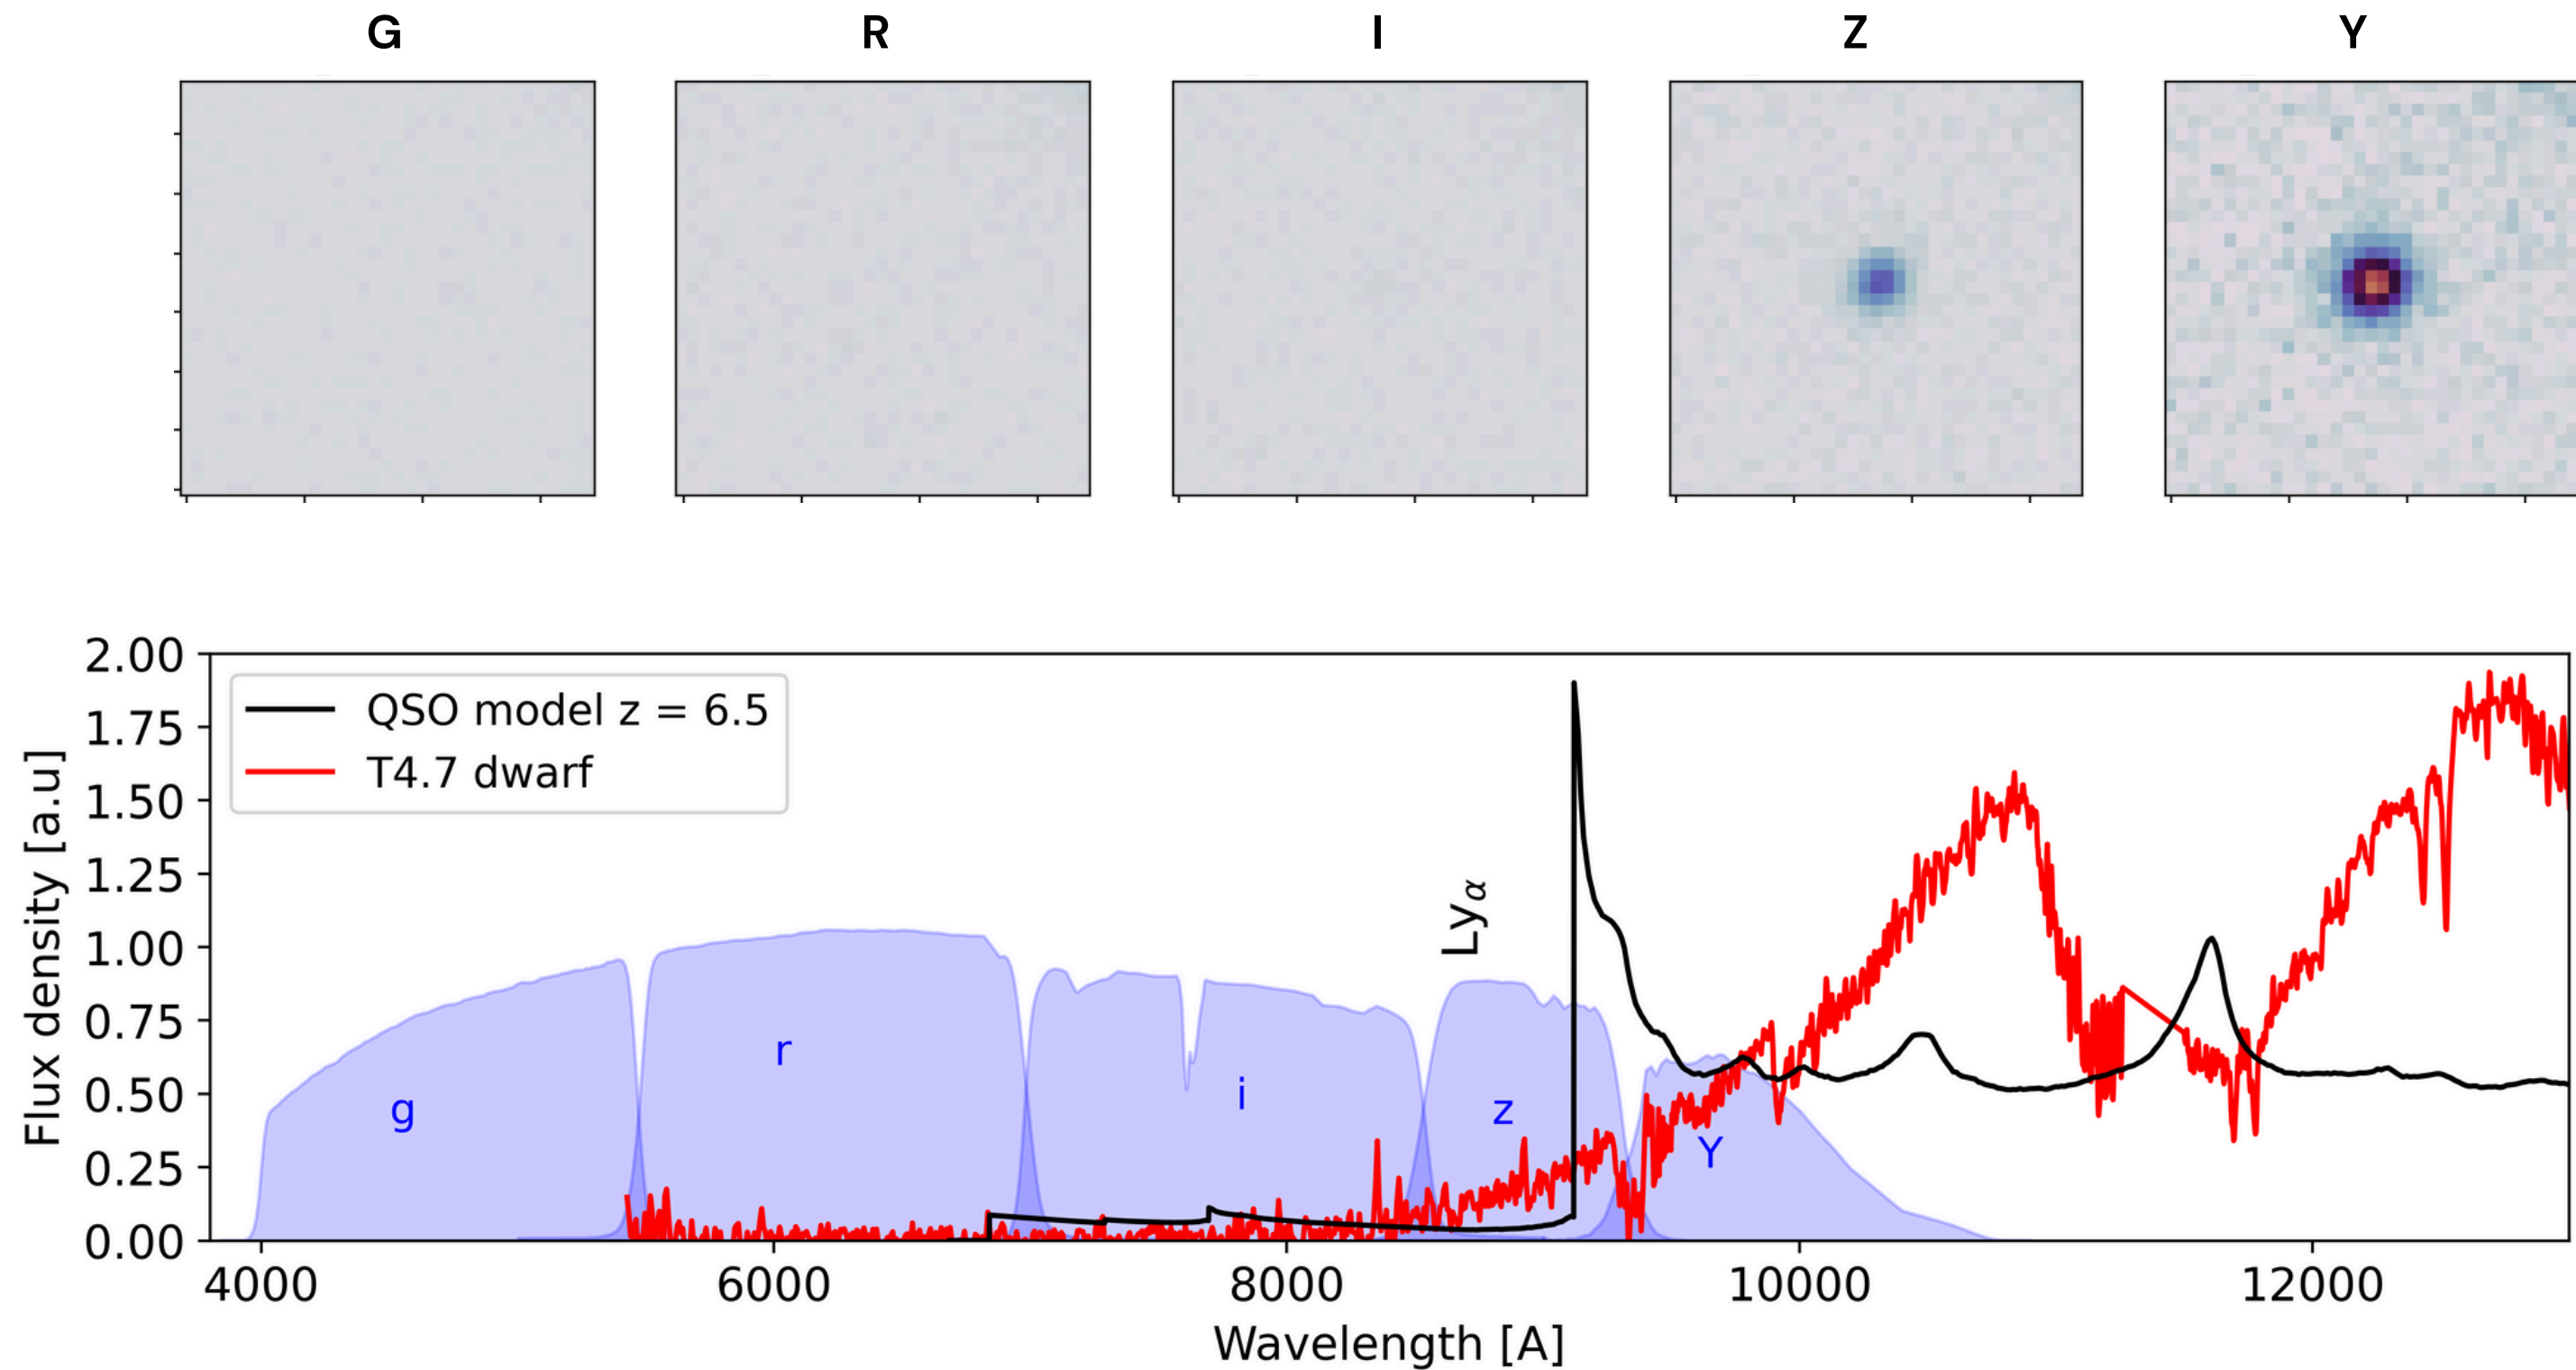 G R I Z Y
2.00
1.75
1.50
1.25
1.00
0.75
0.50
0.25
0.00
Flux density [a.u]
QSO model z = 6.5
T4.7 dwarf
Lyα
g
r
i
z
Y
4000 6000 8000 10000 12000
Wavelength [A]